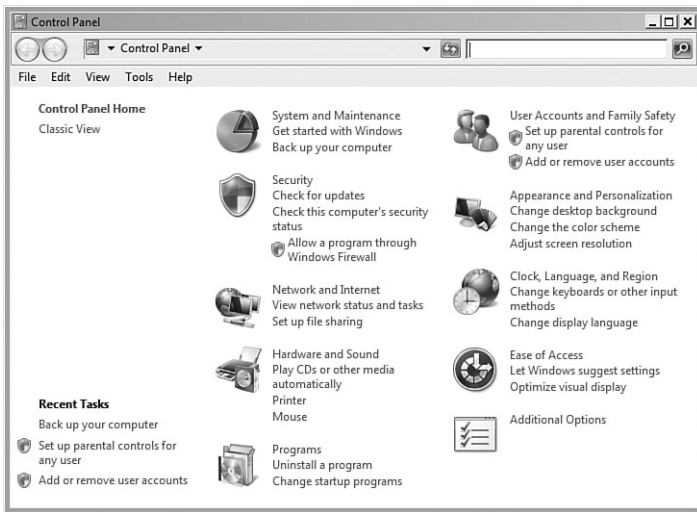 Control Panel
Control Panel
File Edit View Tools Help
Control Panel Home
Classic View
Recent Tasks
Back up your computer
Set up parental controls for
any user
Add or remove user accounts
System and Maintenance
Get started with Windows
Back up your computer
Security
Check for updates
Check this computer's security
status
Allow a program through
Windows Firewall
Network and Internet
View network status and tasks
Set up file sharing
Hardware and Sound
Play CDs or other media
automatically
Printer
Mouse
Programs
Uninstall a program
Change startup programs
User Accounts and Family Safety
Set up parental controls for
any user
Add or remove user accounts
Appearance and Personalization
Change desktop background
Change the color scheme
Adjust screen resolution
Clock, Language, and Region
Change keyboards or other input
methods
Change display language
Ease of Access
Let Windows suggest settings
Optimize visual display
Additional Options